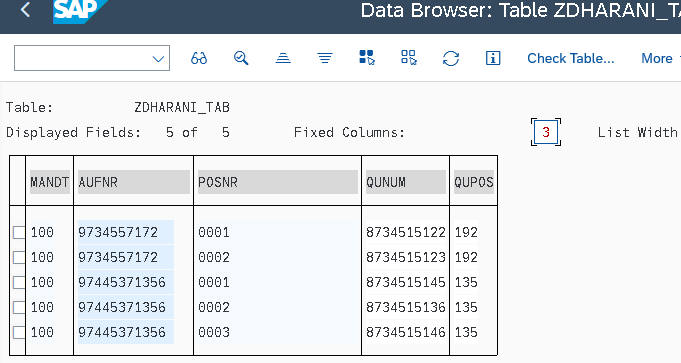 SAP Data Browser: Table ZDHARANI_TA
Check Table... More
Table: ZDHARANI_TAB
Displayed Fields: 5 of 5 Fixed Columns: 3 List Width
MANDT AUFNR POSNR QUNUM QUPOS
100 9734557172 0001 8734515122 192
100 9734557172 0002 8734515123 192
100 97445371356 0001 8734515145 135
100 97445371356 0002 8734515136 135
100 97445371356 0003 8734515146 135